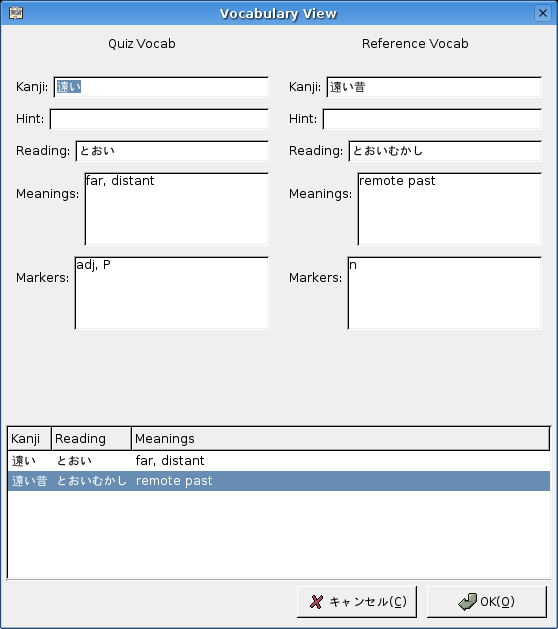 Vocabulary View
Quiz Vocab
Reference Vocab
Kanji: 遠い
Kanji: 遠い昔
Hint:
Hint:
Reading: とおい
Reading: とおいむかし
Meanings: far, distant
Meanings: remote past
Markers: adj, P
Markers: n
Kanji Reading Meanings
遠い とおい far, distant
遠い昔 とおいむかし remote past
キャンセル(C) OK(O)